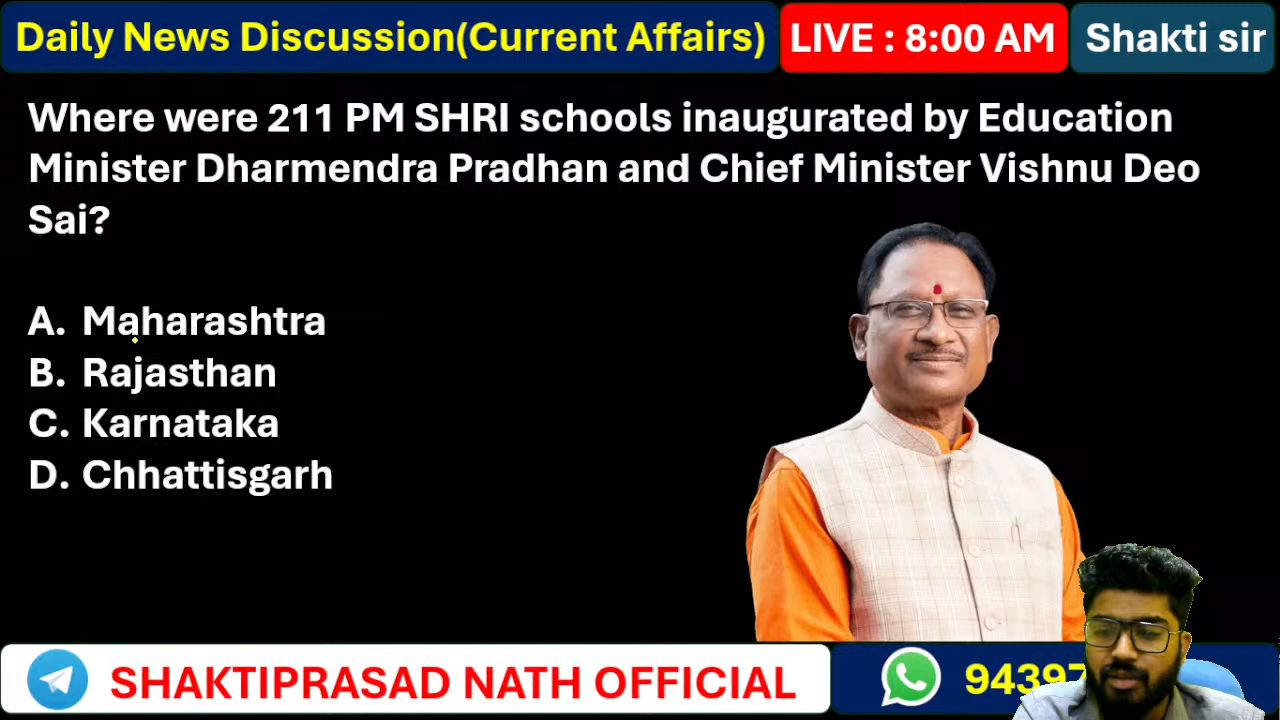 Daily News Discussion(Current Affairs) LIVE : 8:00 AM Shakti sir
Where were 211 PM SHRI schools inaugurated by Education
Minister Dharmendra Pradhan and Chief Minister Vishnu Deo
Sai?
A. Maharashtra
B. Rajasthan
C. Karnataka
D. Chhattisgarh
SHAKTIPRASAD NATH OFFICIAL